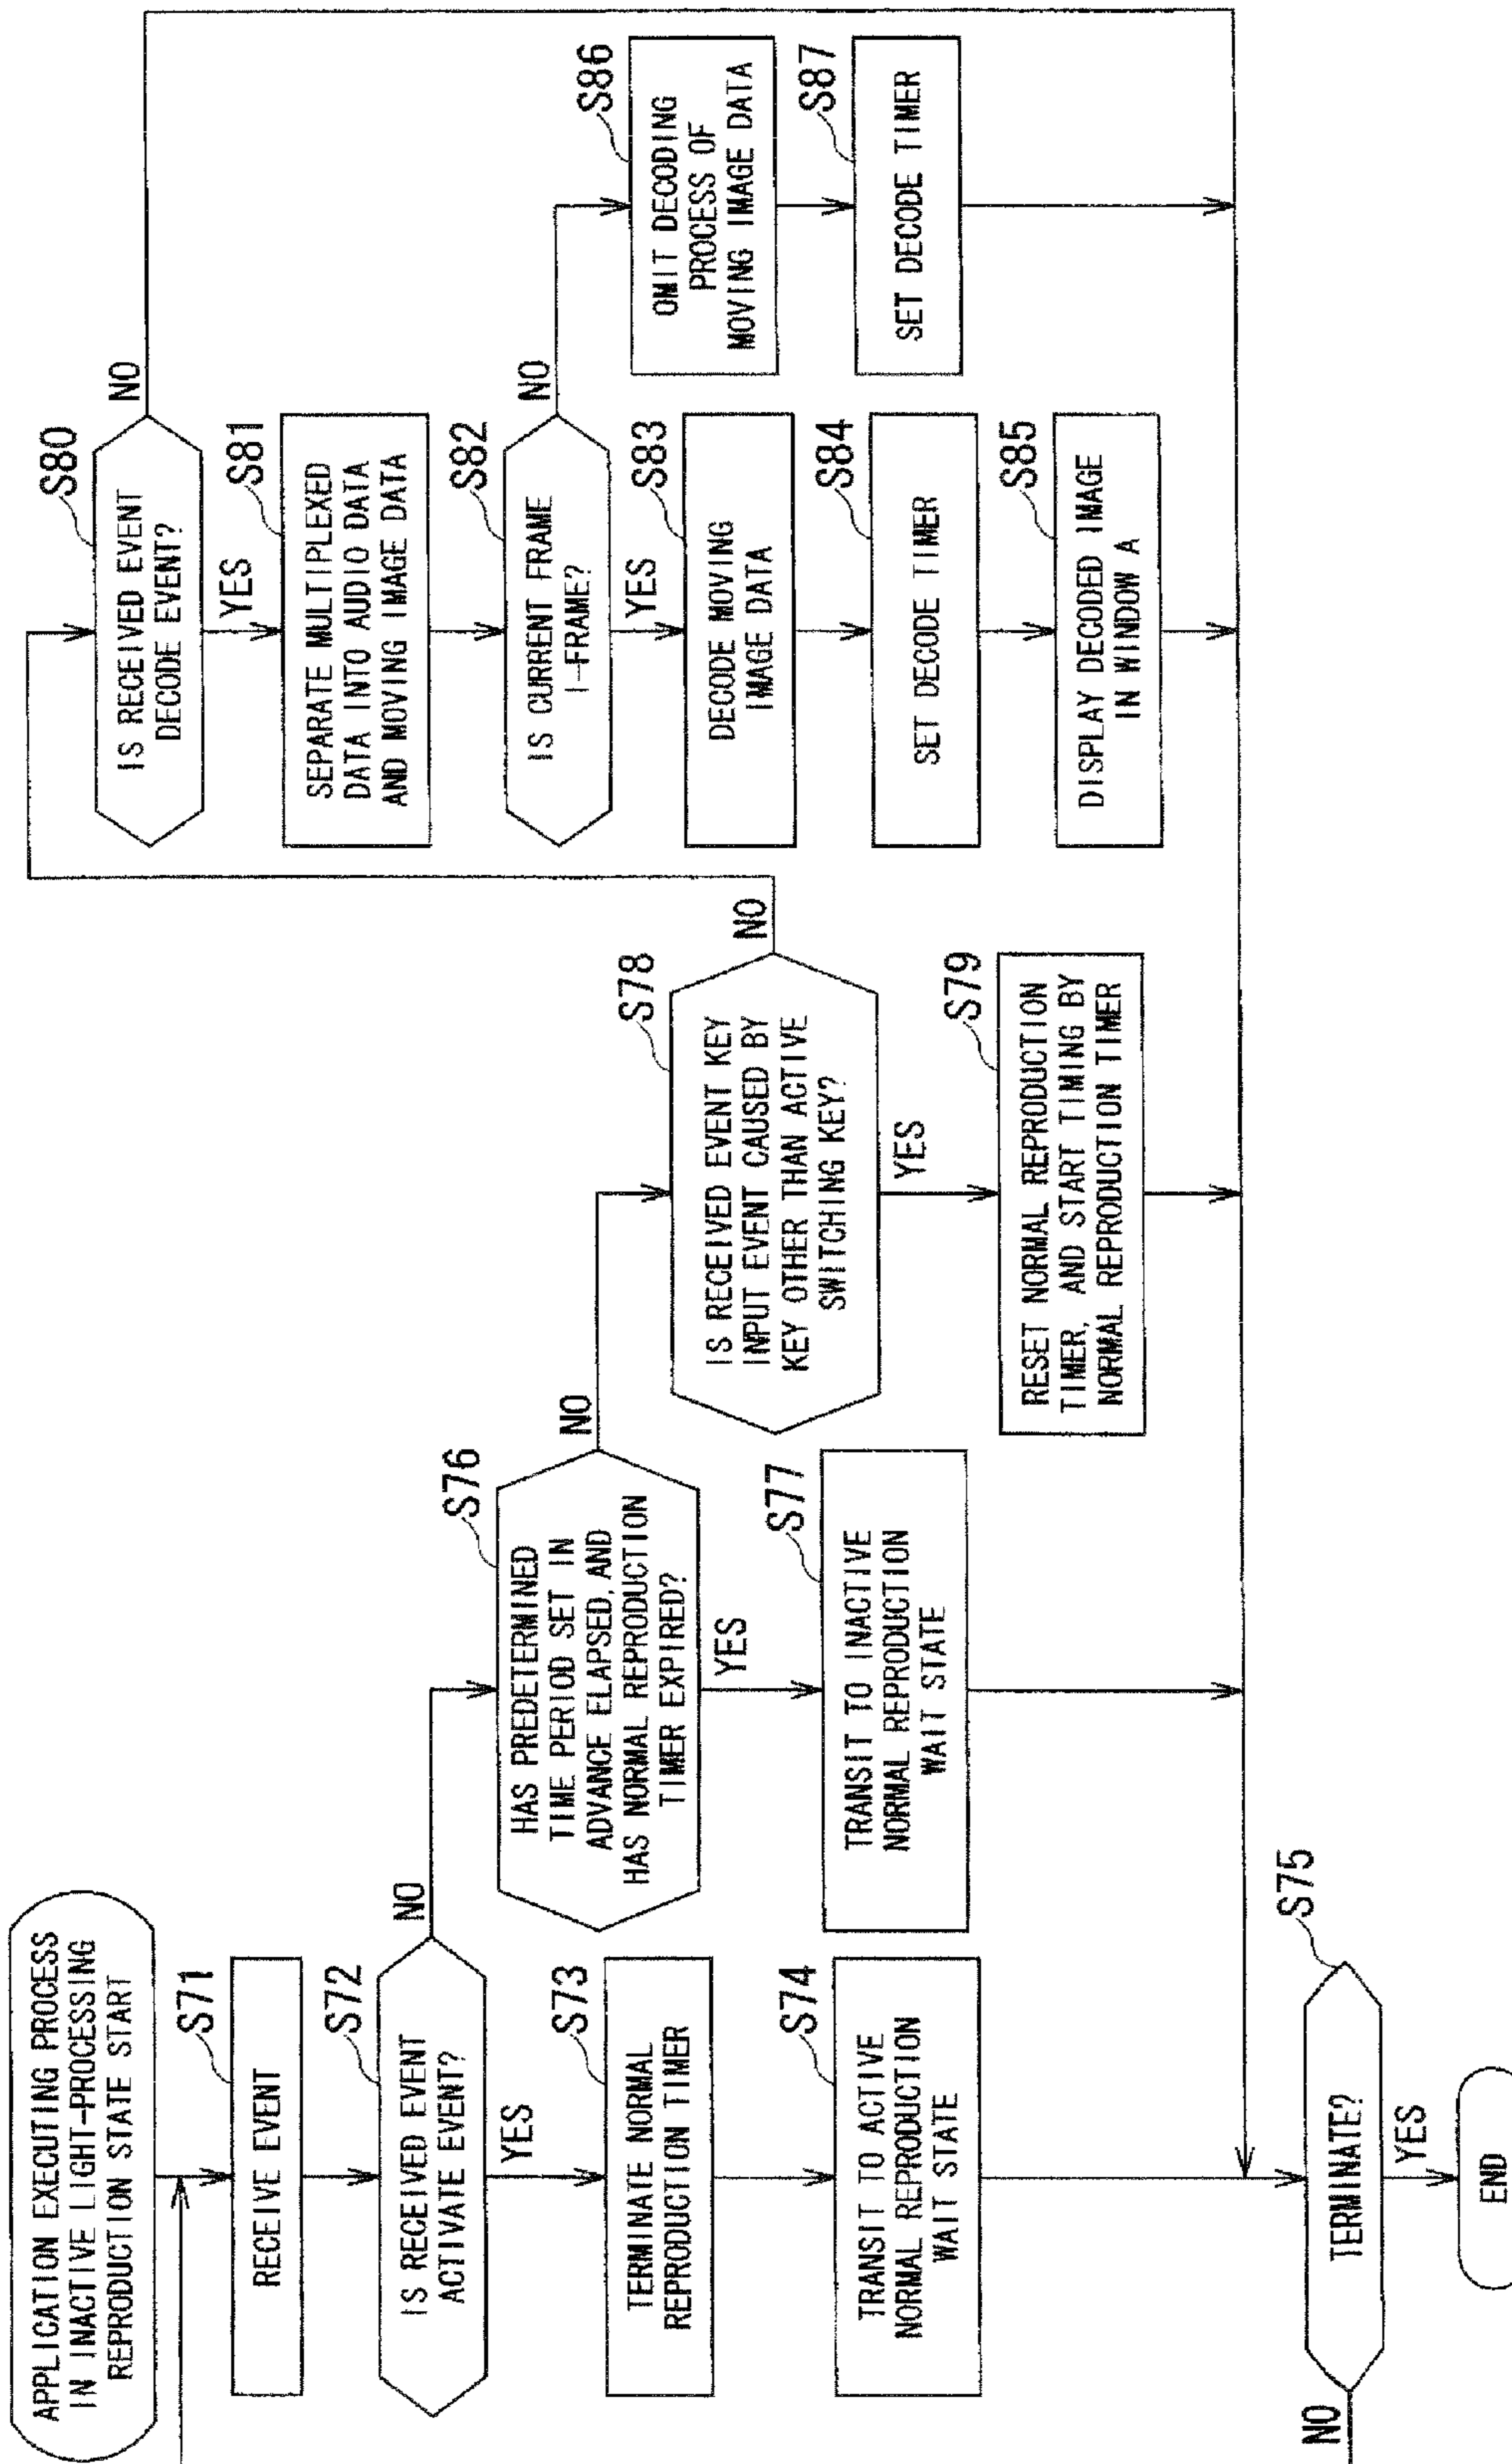 APPLICATION EXECUTING PROCESS
IN INACTIVE LIGHT-PROCESSING
REPRODUCTION STATE START
S71
RECEIVE EVENT
S72
IS RECEIVED EVENT
ACTIVATE EVENT?
NO
YES
S73
TERMINATE NORMAL
REPRODUCTION TIMER
S74
TRANSIT TO ACTIVE
NORMAL REPRODUCTION
WAIT STATE
S75
TERMINATE?
NO
YES
END
S76
HAS PREDETERMINED
TIME PERIOD SET IN
ADVANCE ELAPSED, AND
HAS NORMAL REPRODUCTION
TIMER EXPIRED?
NO
YES
S77
TRANSIT TO INACTIVE
NORMAL REPRODUCTION
WAIT STATE
S78
IS RECEIVED EVENT KEY
INPUT EVENT CAUSED BY
KEY OTHER THAN ACTIVE
SWITCHING KEY?
NO
YES
S79
RESET NORMAL REPRODUCTION
TIMER, AND START TIMING BY
NORMAL REPRODUCTION TIMER
S80
IS RECEIVED EVENT
DECODE EVENT?
NO
YES
S81
SEPARATE MULTIPLEXED
DATA INTO AUDIO DATA
AND MOVING IMAGE DATA
S82
IS CURRENT FRAME
I-FRAME?
NO
YES
S83
DECODE MOVING
IMAGE DATA
S84
SET DECODE TIMER
S85
DISPLAY DECODED IMAGE
IN WINDOW A
S86
OMIT DECODING
PROCESS OF
MOVING IMAGE DATA
S87
SET DECODE TIMER